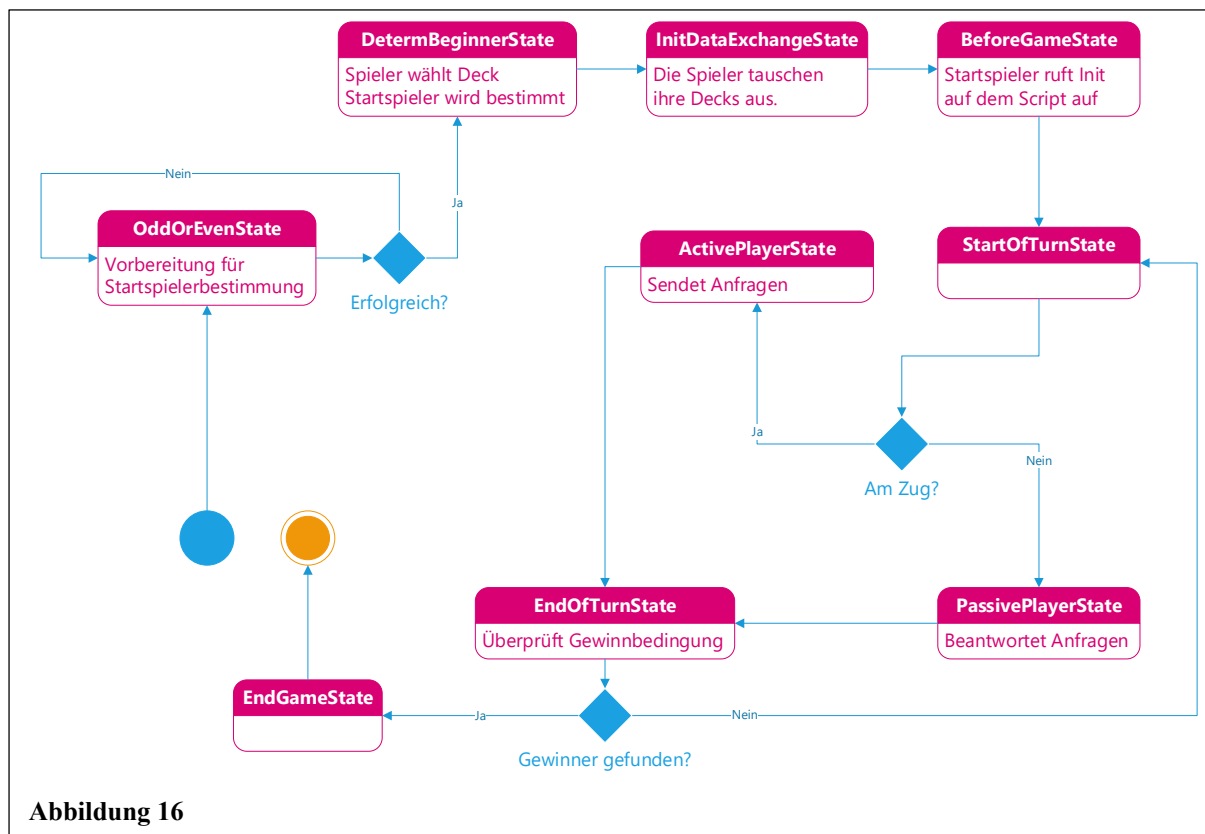 DetermBeginnerState
Spieler wählt Deck
Startspieler wird bestimmt
InitDataExchangeState
Die Spieler tauschen
ihre Decks aus.
BeforeGameState
Startspieler ruft Init
auf dem Script auf
Nein
Ja
OddOrEvenState
Vorbereitung für
Startspielerbestimmung
Erfolgreich?
ActivePlayerState
Sendet Anfragen
StartOfTurnState
Ja
Nein
Am Zug?
EndOfTurnState
Überprüft Gewinnbedingung
PassivePlayerState
Beantwortet Anfragen
EndGameState
Ja
Nein
Gewinner gefunden?
Abbildung 16